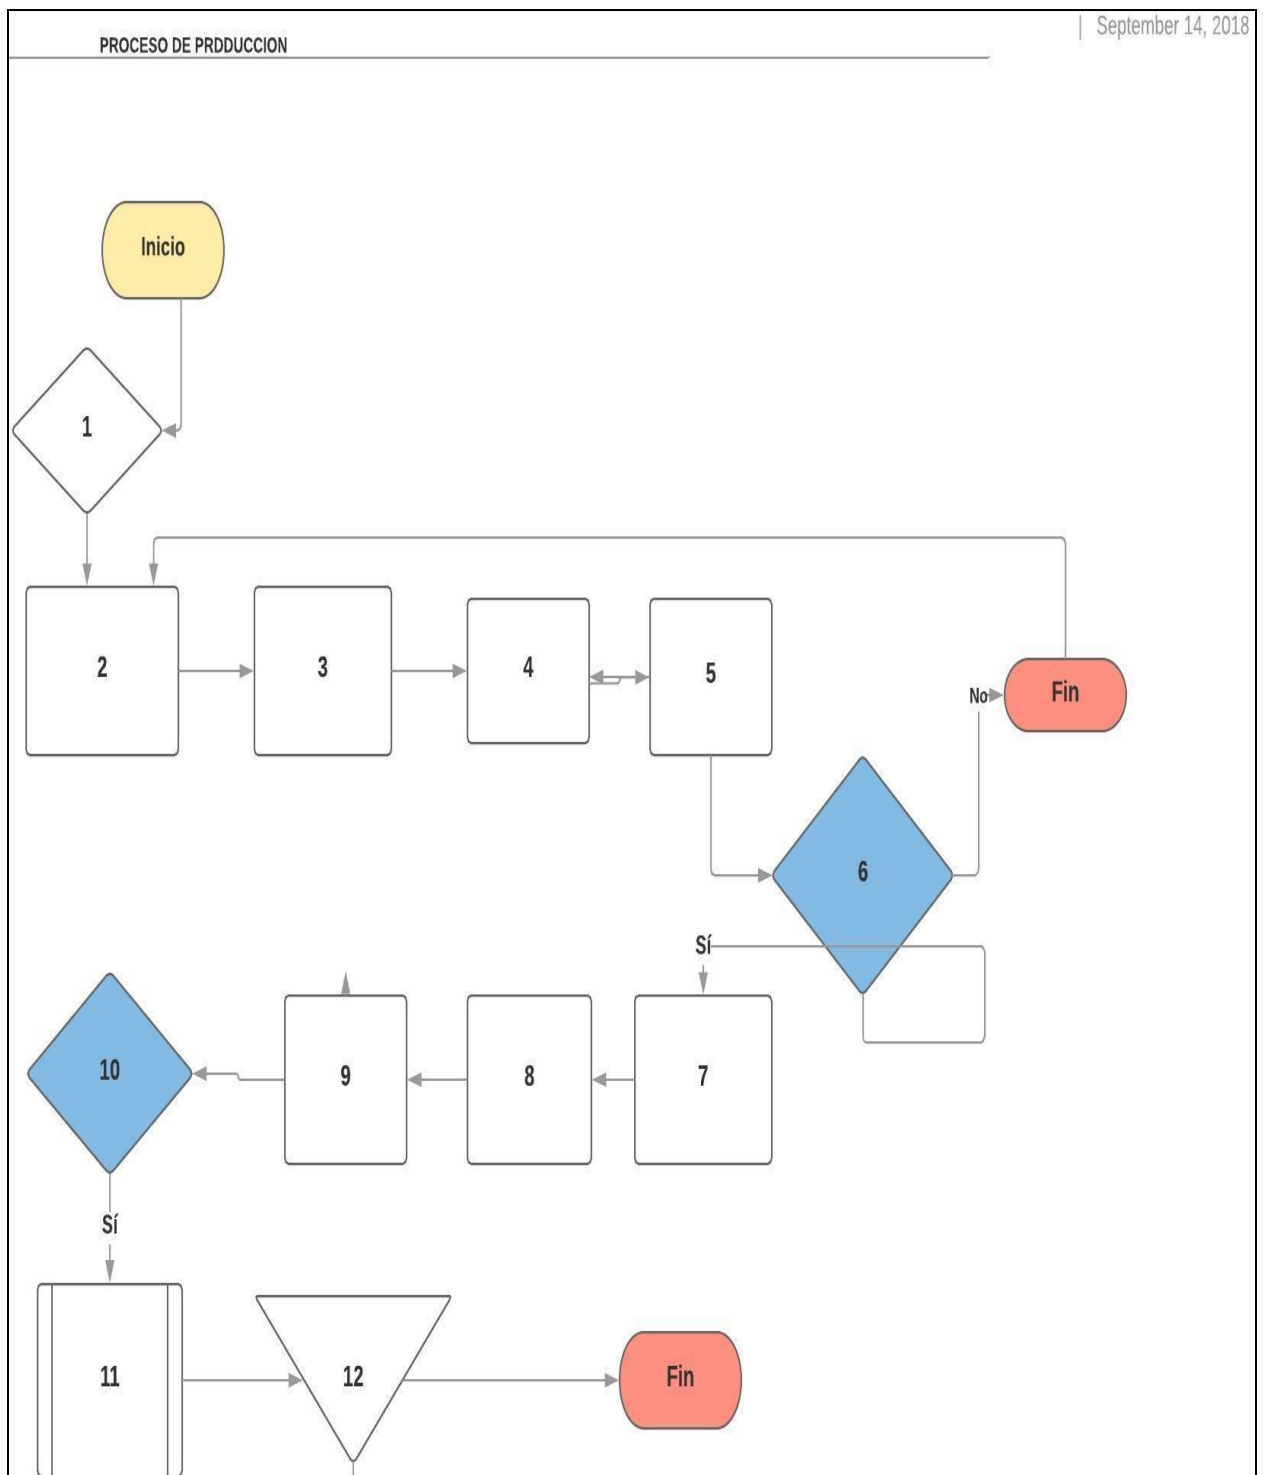 | September 14, 2018
PROCESO DE PRDDUCCION
Inicio
1
2
3
4
5
No
Fin
6
Sí
10
9
8
7
Sí
11
12
Fin